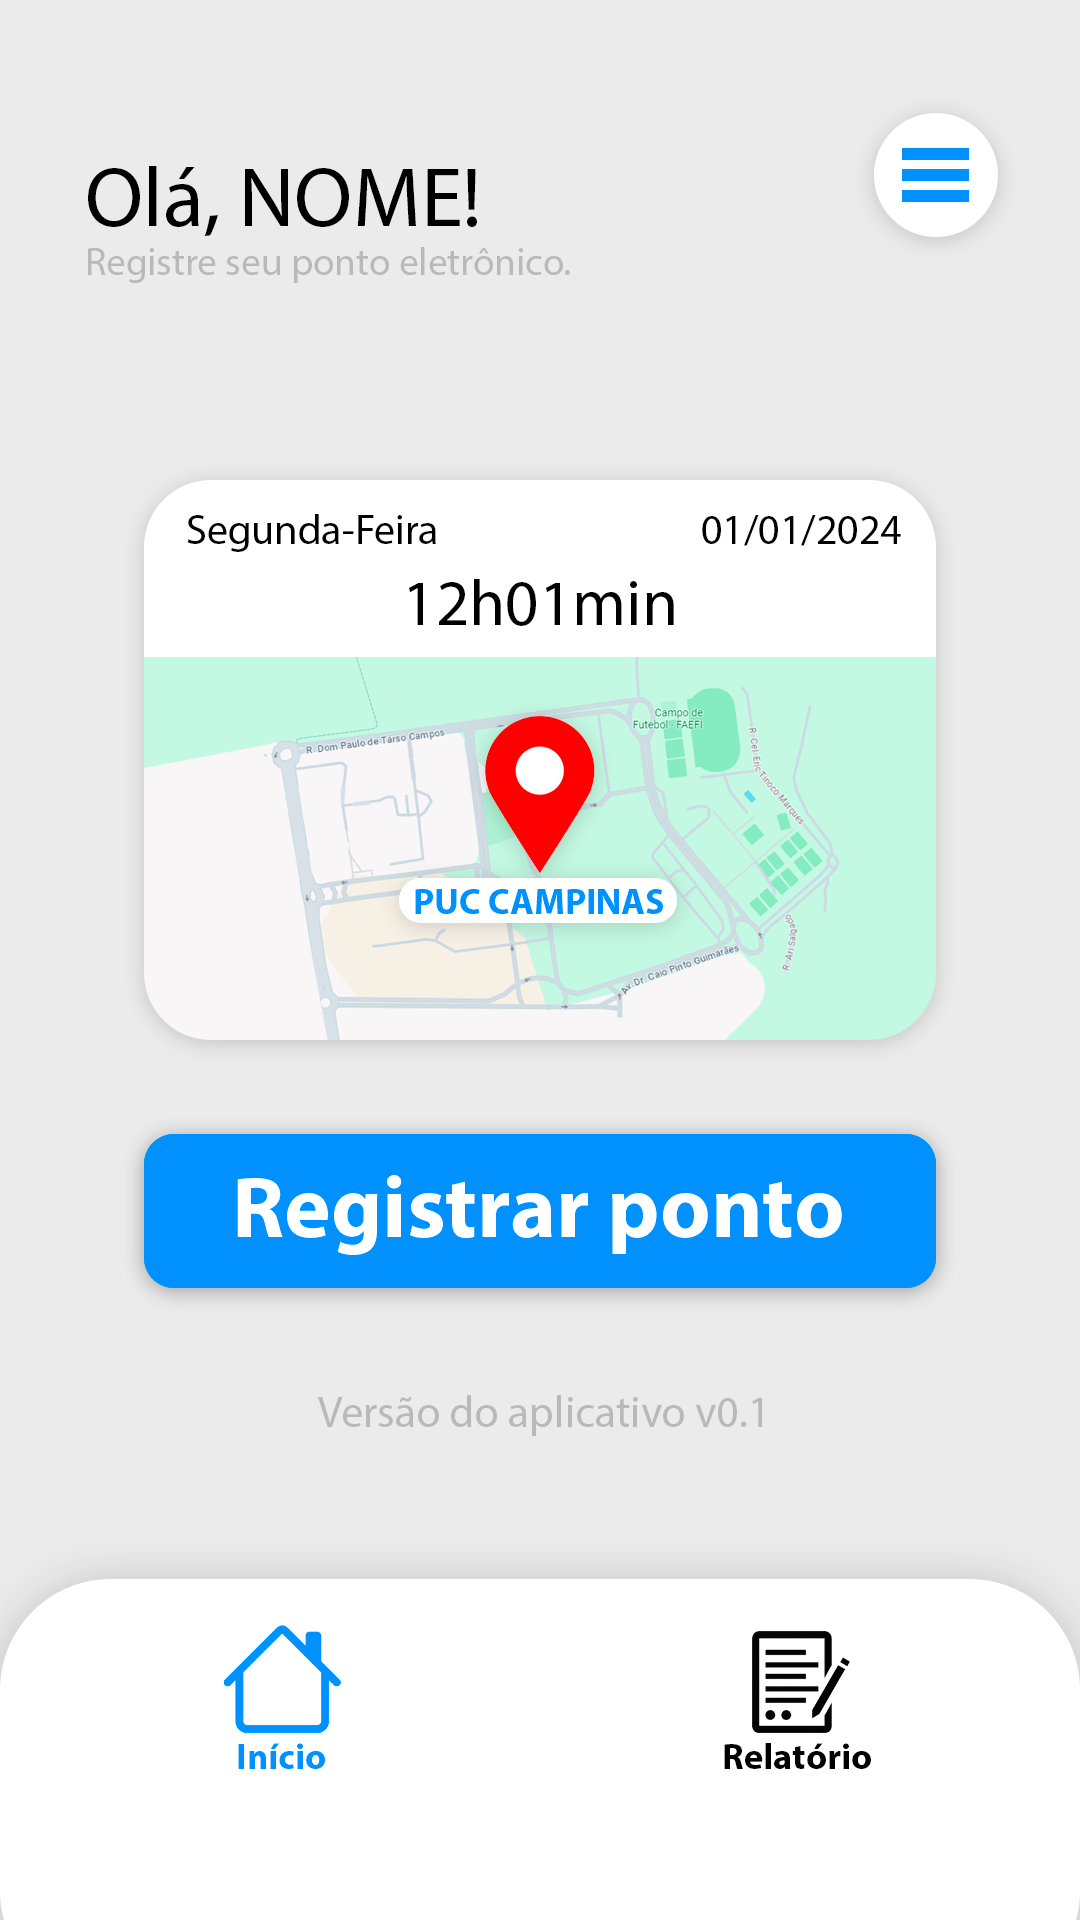 Olá, NOME!
Registre seu ponto eletrônico.
Segunda-Feira
01/01/2024
12h01min
Campo de
Futebol - FAEFI
R. Dom Paulo de Társo Campos
R. Cel. Eric Tinoco Marques
PUC CAMPINAS
R. Ari Salgado
Av. Dr. Caio Pinto Guimarães
Registrar ponto
Versão do aplicativo v0.1
Início
Relatório